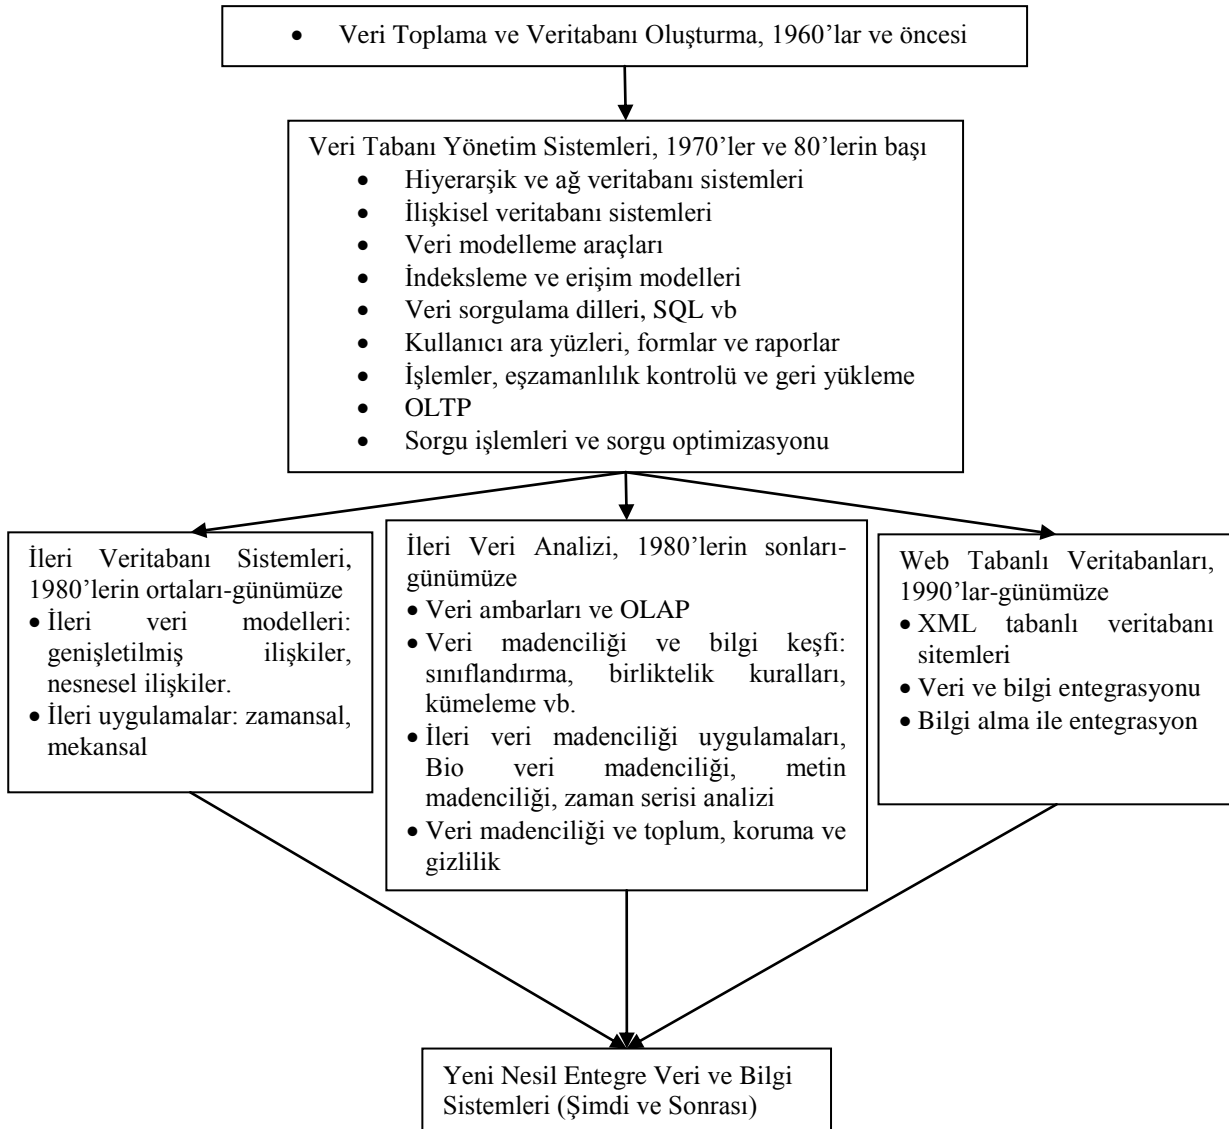 • Veri Toplama ve Veritabanı Oluşturma, 1960’lar ve öncesi
Veri Tabanı Yönetim Sistemleri, 1970’ler ve 80’lerin başı
• Hiyerarşik ve ağ veritabanı sistemleri
• İlişkisel veritabanı sistemleri
• Veri modelleme araçları
• İndeksleme ve erişim modelleri
• Veri sorgulama dilleri, SQL vb
• Kullanıcı ara yüzleri, formlar ve raporlar
• İşlemler, eşzamanlılık kontrolü ve geri yükleme
• OLTP
• Sorgu işlemleri ve sorgu optimizasyonu
İleri Veritabanı Sistemleri,
1980’lerin ortaları-günümüze
• İleri veri modelleri:
genişletilmiş ilişkiler,
nesnesel ilişkiler.
• İleri uygulamalar: zamansal,
mekansal
İleri Veri Analizi, 1980’lerin sonları-
günümüze
• Veri ambarları ve OLAP
• Veri madenciliği ve bilgi keşfi:
sınıflandırma, birliktelik kuralları,
kümeleme vb.
• İleri veri madenciliği uygulamaları,
Bio veri madenciliği, metin
madenciliği, zaman serisi analizi
• Veri madenciliği ve toplum, koruma ve
gizlilik
Web Tabanlı Veritabanları,
1990’lar-günümüze
• XML tabanlı veritabanı
sitemleri
• Veri ve bilgi entegrasyonu
• Bilgi alma ile entegrasyon
Yeni Nesil Entegre Veri ve Bilgi
Sistemleri (Şimdi ve Sonrası)